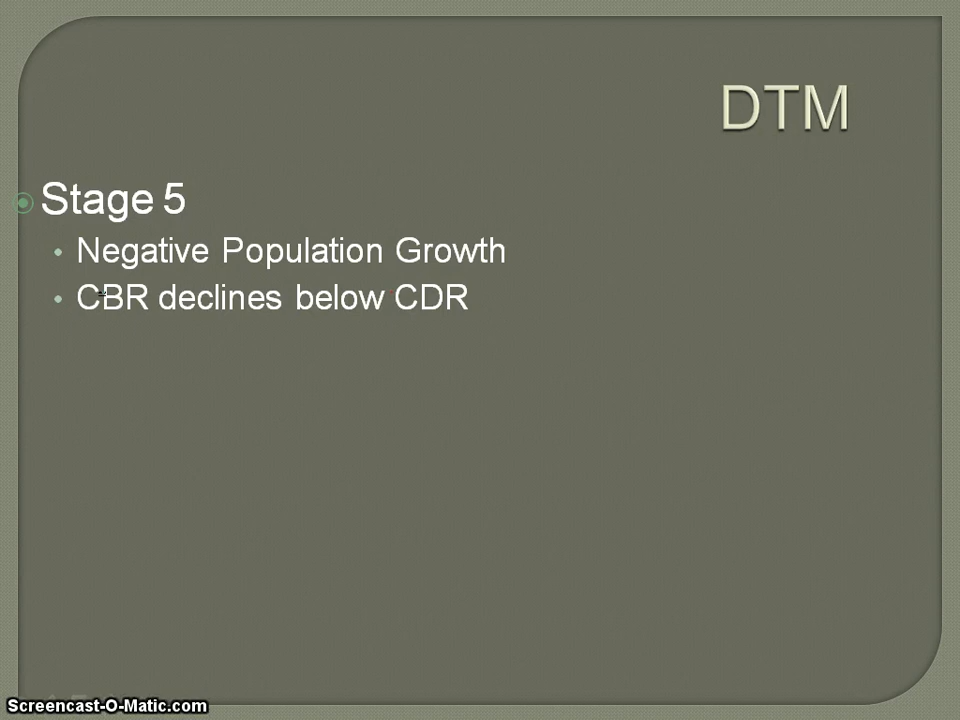 DTM
Stage 5
Negative Population Growth
CBR declines below CDR
Screencast-O-Matic.com